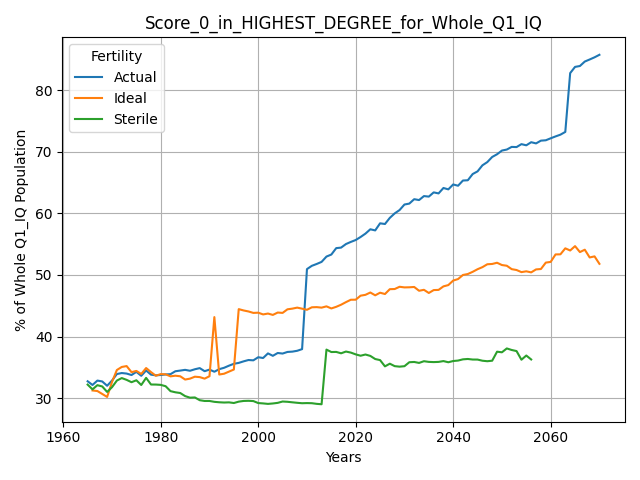 Score_0_in_HIGHEST_DEGREE_for_Whole_Q1_IQ
Fertility
Actual
Ideal
Sterile
% of Whole Q1_IQ Population
80
70
60
50
40
30
1960
1980
2000
2020
2040
2060
Years